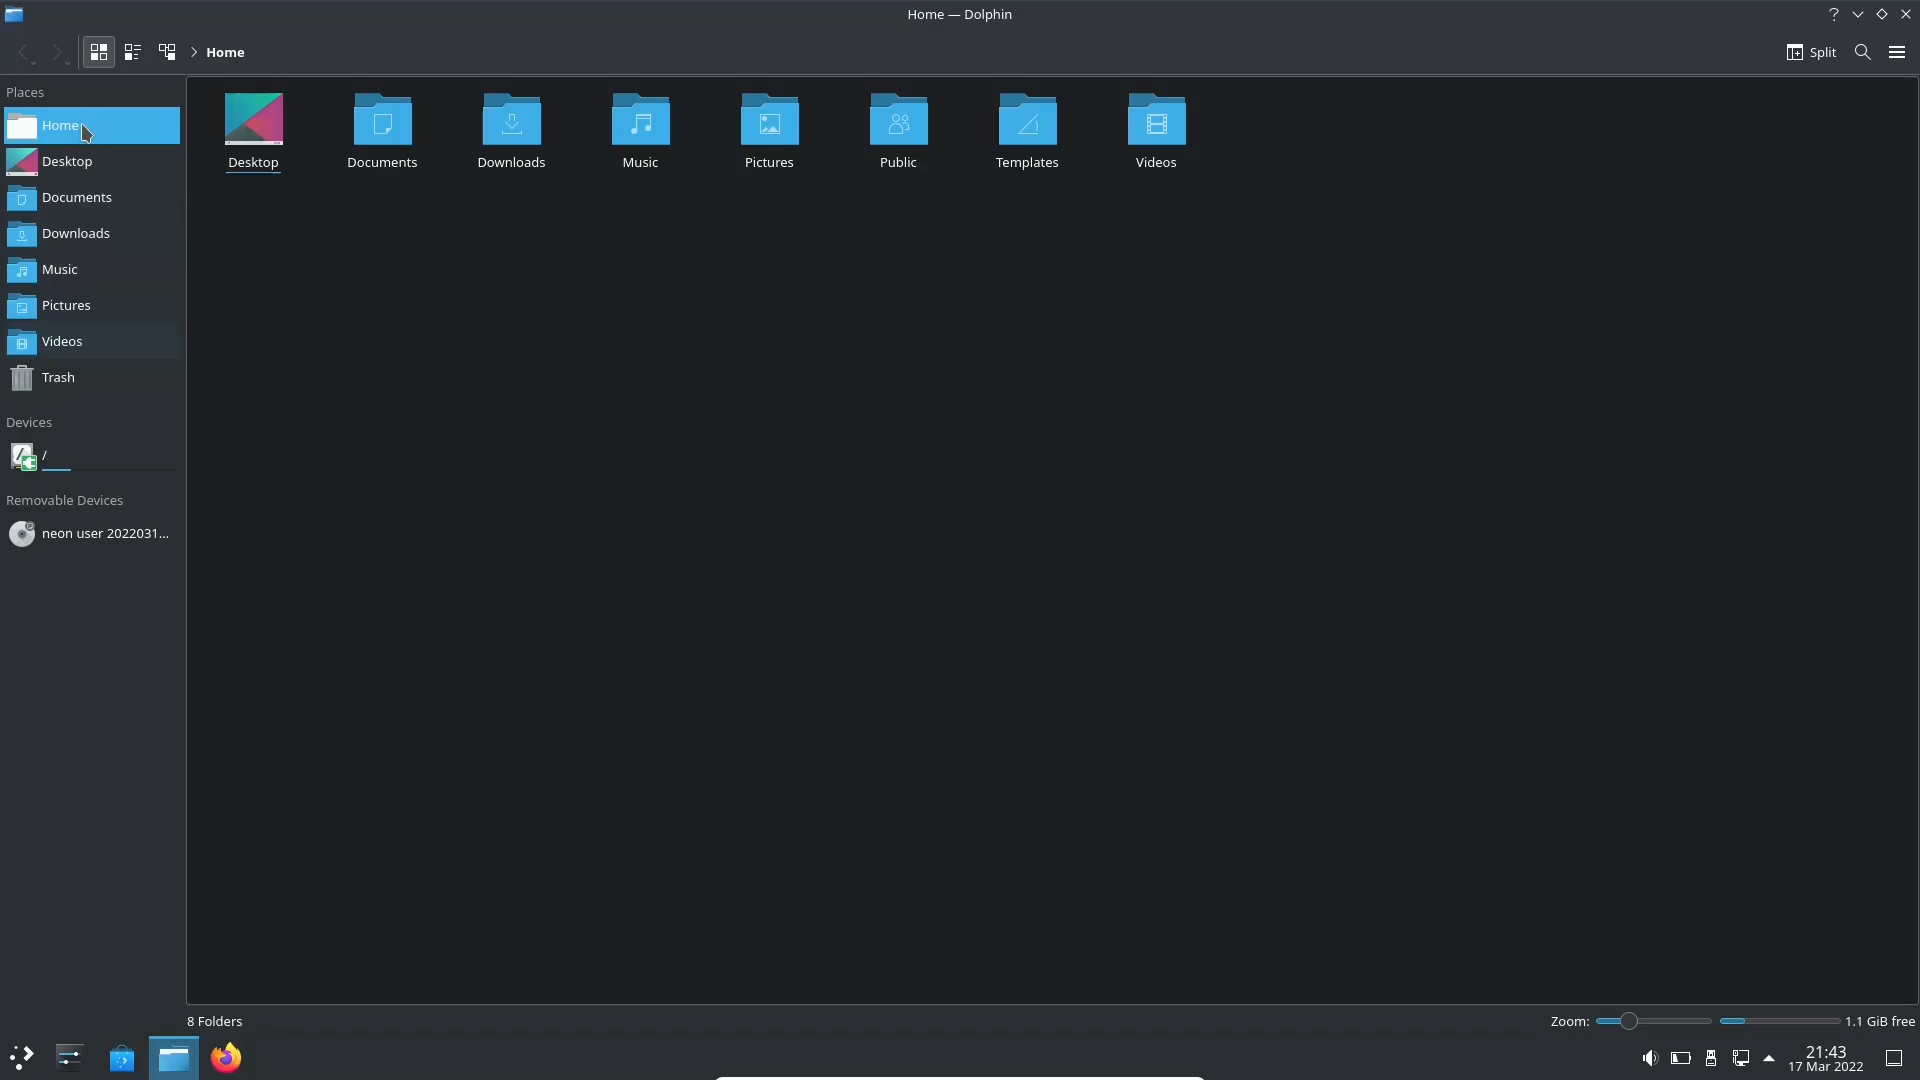 Home — Dolphin
Home
Split
Places
Home
Desktop
Documents
Downloads
Music
Pictures
Videos
Trash
Devices
/
Removable Devices
neon user 2022031...
Desktop
Documents
Downloads
Music
Pictures
Public
Templates
Videos
8 Folders
Zoom:
1.1 GiB free
21:43
17 Mar 2022